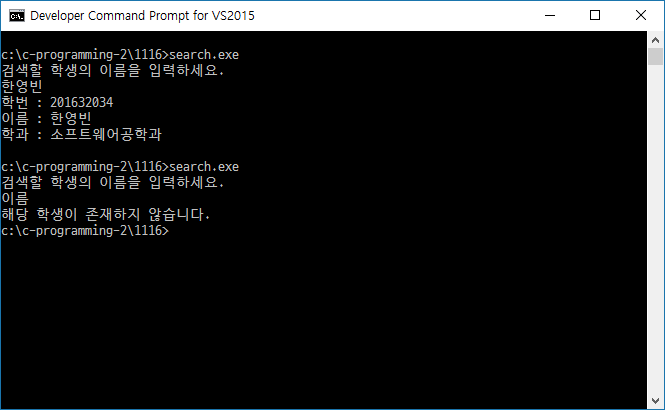 Developer Command Prompt for VS2015
c:\c-programming-2\1116>search.exe
검색할 학생의 이름을 입력하세요.
한영빈
학번 : 201632034
이름 : 한영빈
학과 : 소프트웨어공학과
c:\c-programming-2\1116>search.exe
검색할 학생의 이름을 입력하세요.
이름
해당 학생이 존재하지 않습니다.
c:\c-programming-2\1116>